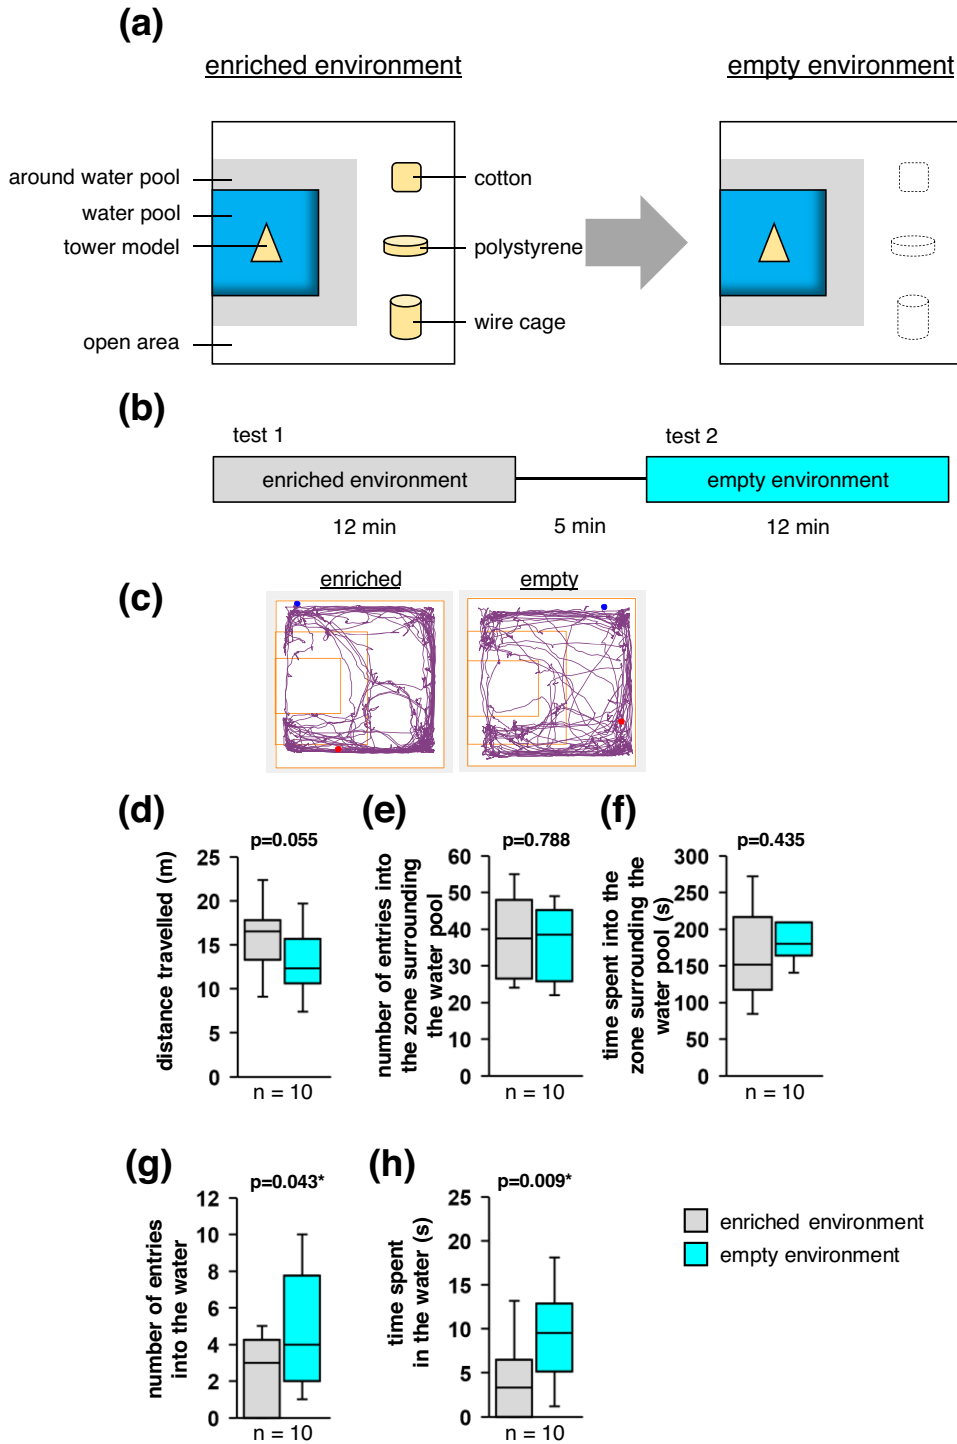 (a)
enriched environment
empty environment
around water pool
water pool
tower model
open area
cotton
polystyrene
wire cage
(b)
test 1
test 2
enriched environment
empty environment
12 min
5 min
12 min
(c)
enriched
empty
(d)
p=0.055
distance travelled (m)
25
20
15
10
5
0
n = 10
(e)
p=0.788
number of entries into
the zone surrounding
the water pool
60
50
40
30
20
10
0
n = 10
(f)
p=0.435
time spent into the
zone surrounding the
water pool (s)
300
250
200
150
100
50
0
n = 10
(g)
p=0.043*
number of entries
into the water
12
10
8
6
4
2
0
n = 10
(h)
p=0.009*
time spent
in the water (s)
25
20
15
10
5
0
n = 10
enriched environment
empty environment